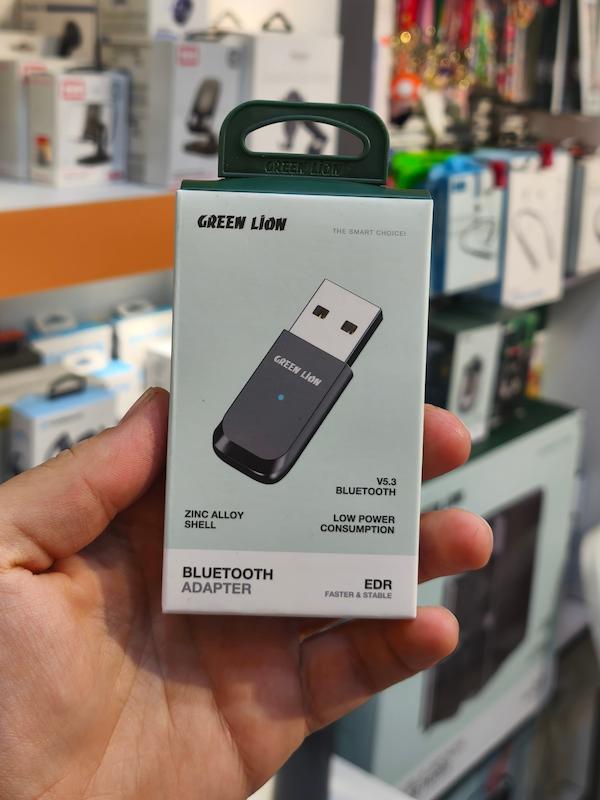 GREEN LION
GREEN LION
THE SMART CHOICE!
GREEN LION
V5.3
BLUETOOTH
ZINC ALLOY
SHELL
LOW POWER
CONSUMPTION
BLUETOOTH
ADAPTER
EDR
FASTER & STABLE